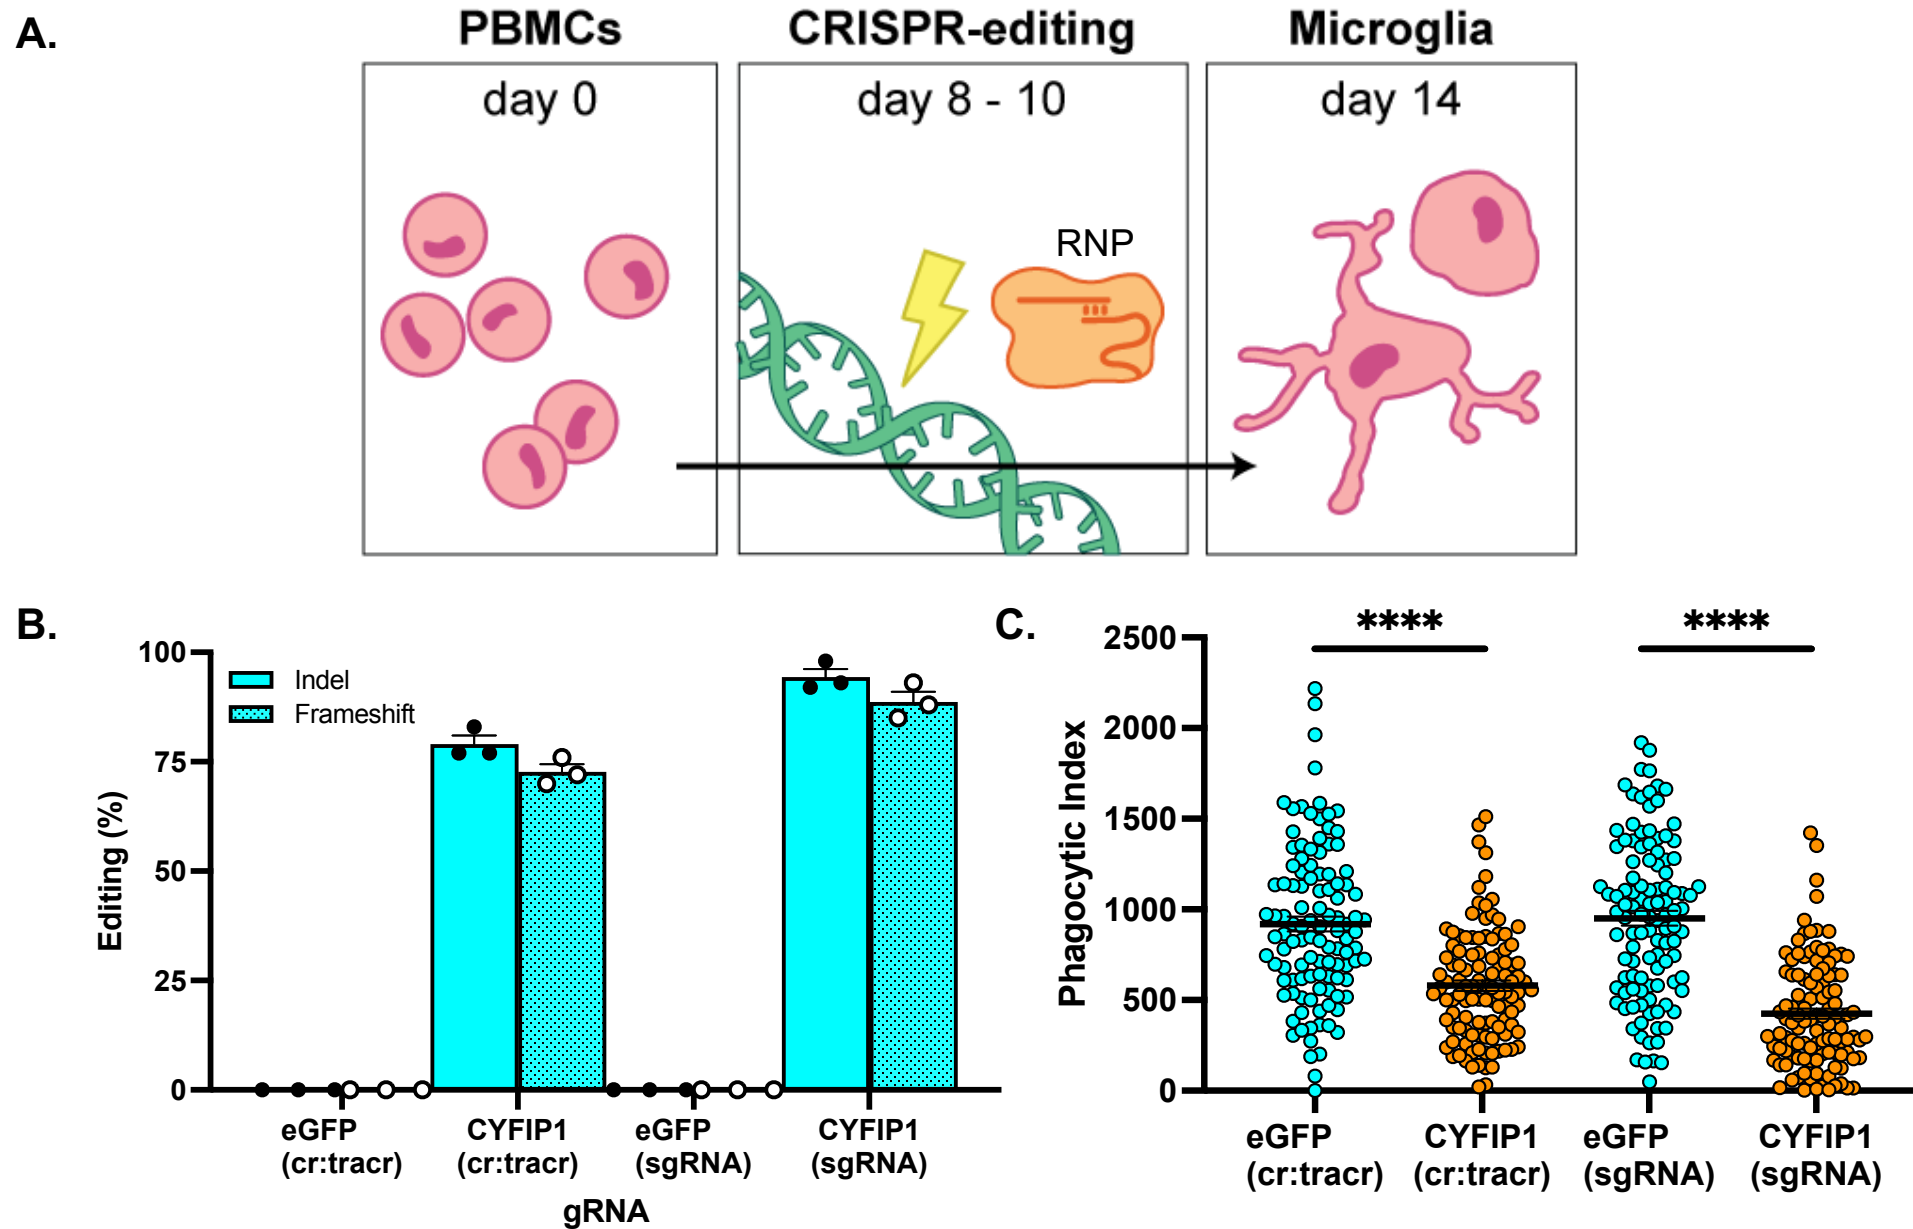 A.
PBMCs
CRISPR-editing
Microglia
day 0
day 8 - 10
day 14
RNP
B.
100
75
50
25
0
Editing (%)
Indel
Frameshift
eGFP
(cr:tracr)
CYFIP1
(cr:tracr)
eGFP
(sgRNA)
CYFIP1
(sgRNA)
gRNA
C.
2500
2000
1500
1000
500
0
Phagocytic Index
****
****
eGFP
(cr:tracr)
CYFIP1
(cr:tracr)
eGFP
(sgRNA)
CYFIP1
(sgRNA)